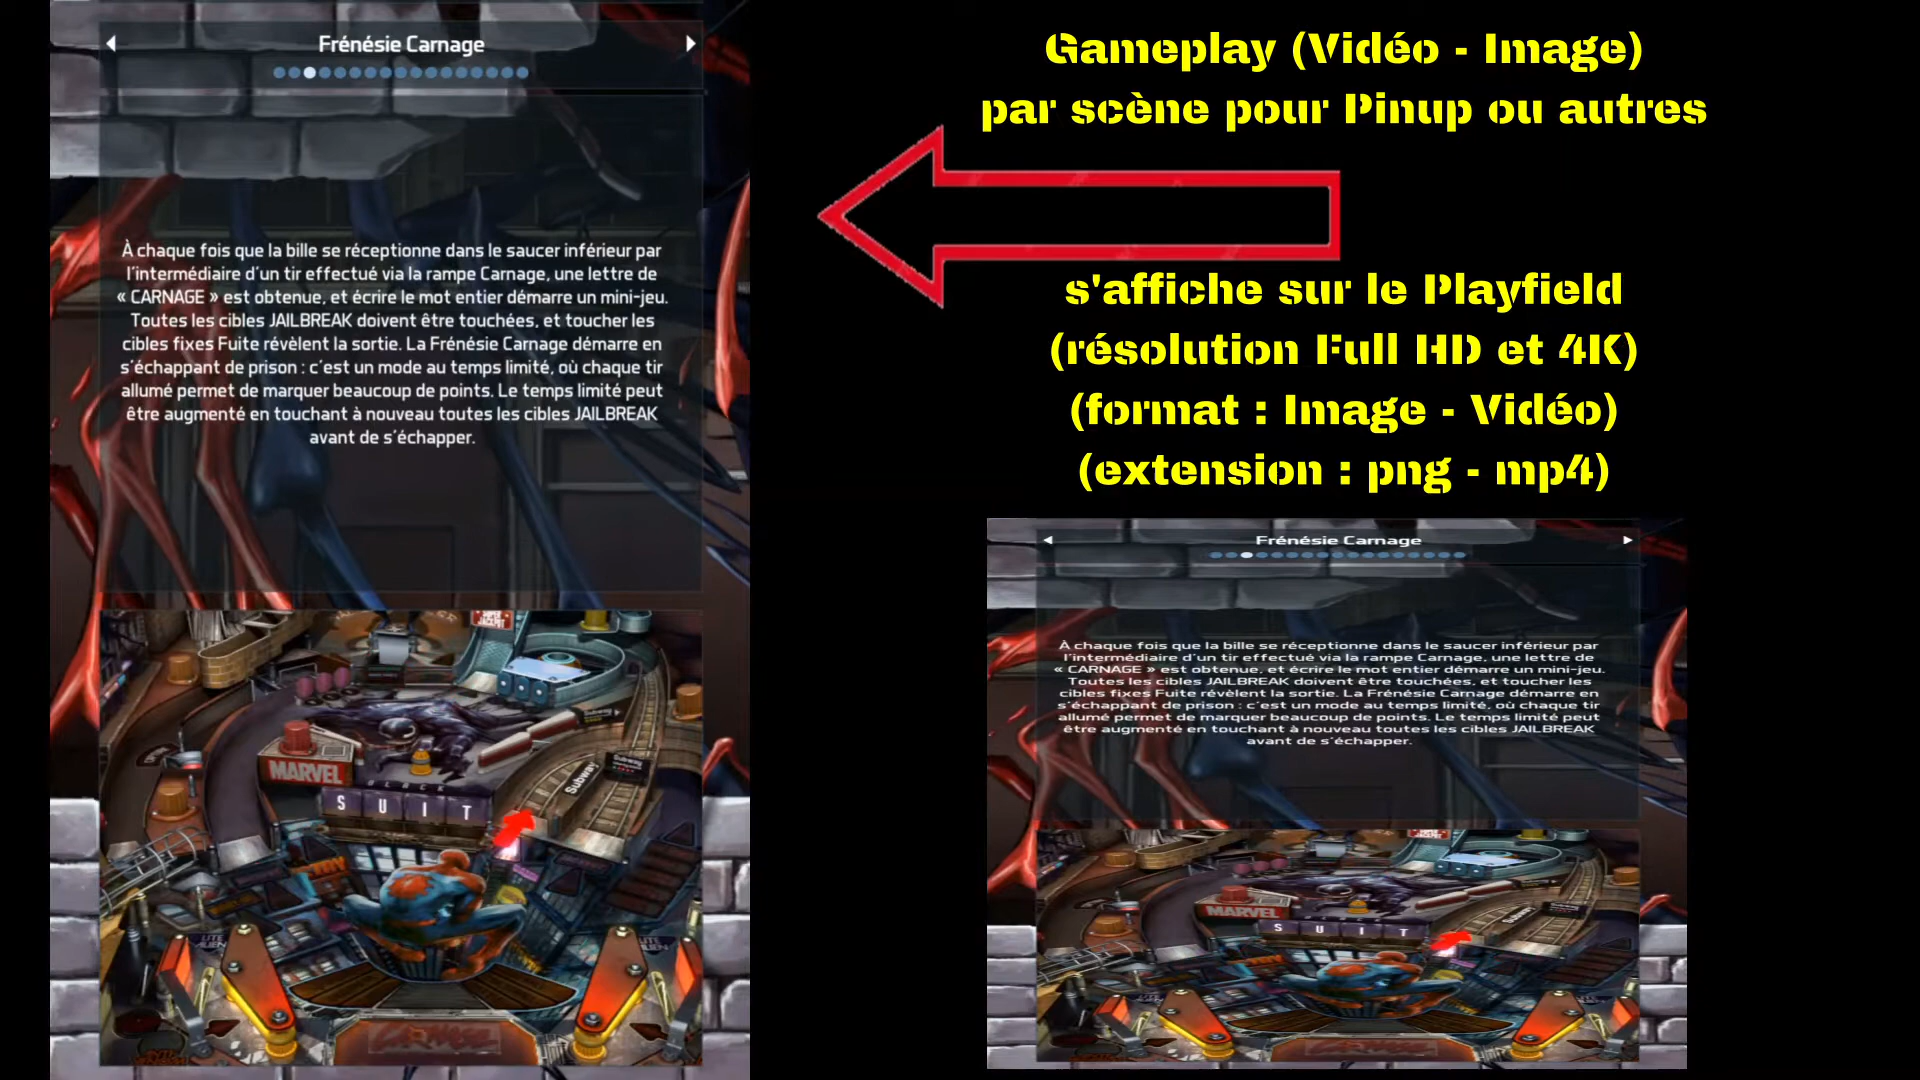 Frénésie Carnage
À chaque fois que la bille se réceptionne dans le saucer inférieur par
l'intermédiaire d'un tir effectué via la rampe Carnage, une lettre de
« CARNAGE » est obtenue, et écrire le mot entier démarre un mini-jeu.
Toutes les cibles JAILBREAK doivent être touchées, et toucher les
cibles fixes Fuite révèlent la sortie. La Frénésie Carnage démarre en
s'échappant de prison : c'est un mode au temps limité, où chaque tir
allumé permet de marquer beaucoup de points. Le temps limité peut
être augmenté en touchant à nouveau toutes les cibles JAILBREAK
avant de s'échapper.
SUPER
JACKPOT
Subway
Subway
MARVEL
BLACK
SUIT
LITE
ALIEN
CARNAGE
Gameplay (Vidéo - Image)
par scène pour Pinup ou autres
s'affiche sur le Playfield
(résolution Full HD et 4K)
(format : Image - Vidéo)
(extension : png - mp4)
Frénésie Carnage
À chaque fois que la bille se réceptionne dans le saucer inférieur par
l'intermédiaire d'un tir effectué via la rampe Carnage, une lettre de
« CARNAGE » est obtenue, et écrire le mot entier démarre un mini-jeu.
Toutes les cibles JAILBREAK doivent être touchées, et toucher les
cibles fixes Fuite révèlent la sortie. La Frénésie Carnage démarre en
s'échappant de prison : c'est un mode au temps limité, où chaque tir
allumé permet de marquer beaucoup de points. Le temps limité peut
être augmenté en touchant à nouveau toutes les cibles JAILBREAK
avant de s'échapper.
JACKPOT
Subway
MARVEL
SUIT